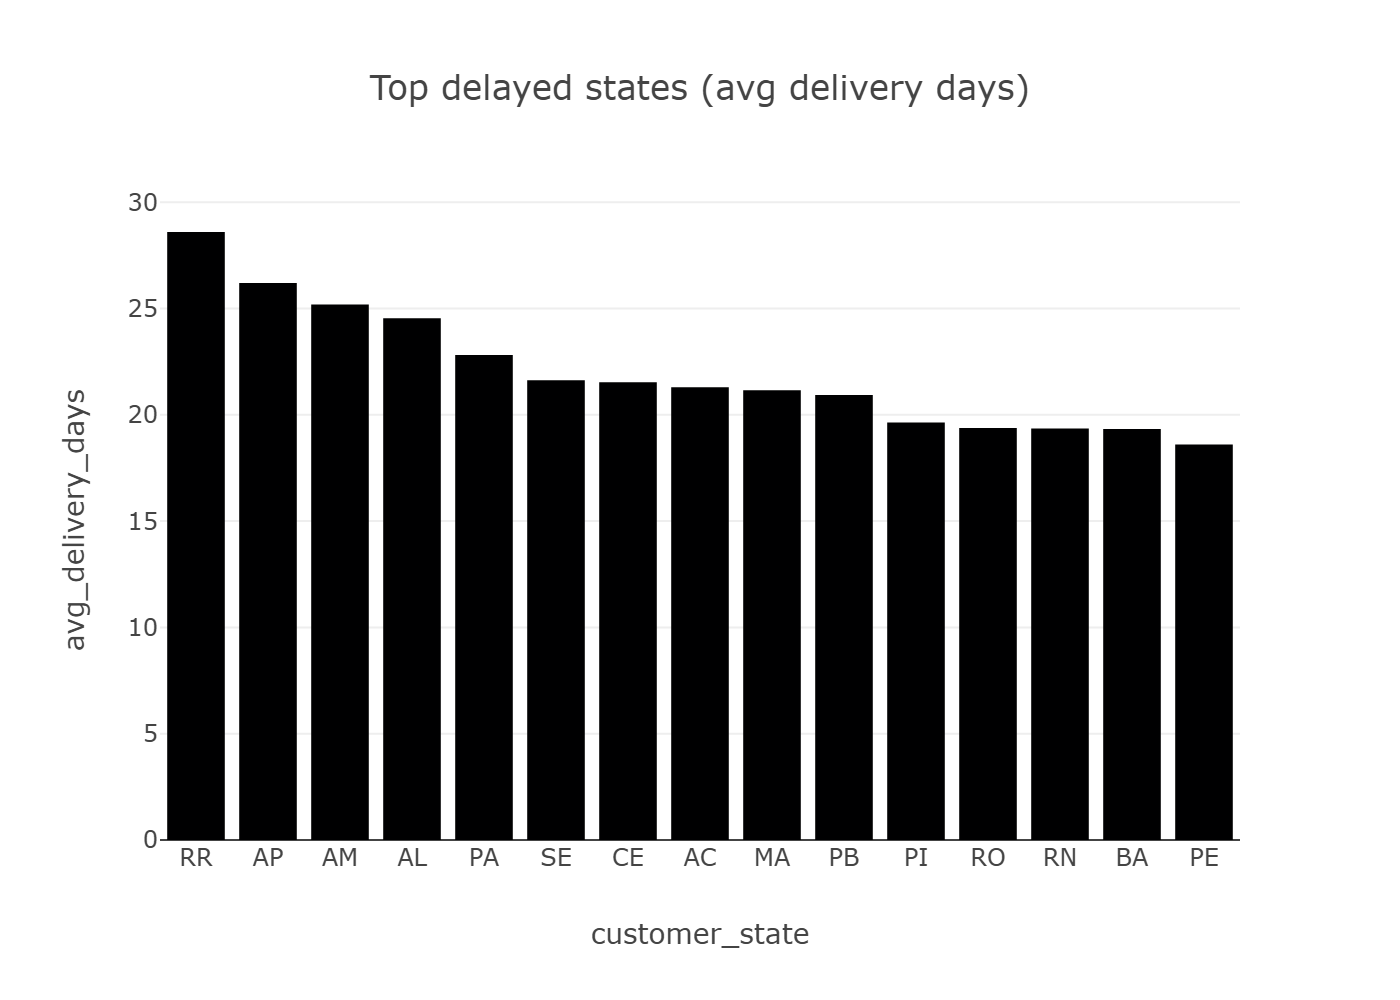 Top delayed states (avg delivery days)
30
25
20
15
10
5
0
avg_delivery_days
RR AP AM AL PA SE CE AC MA PB PI RO RN BA PE
customer_state